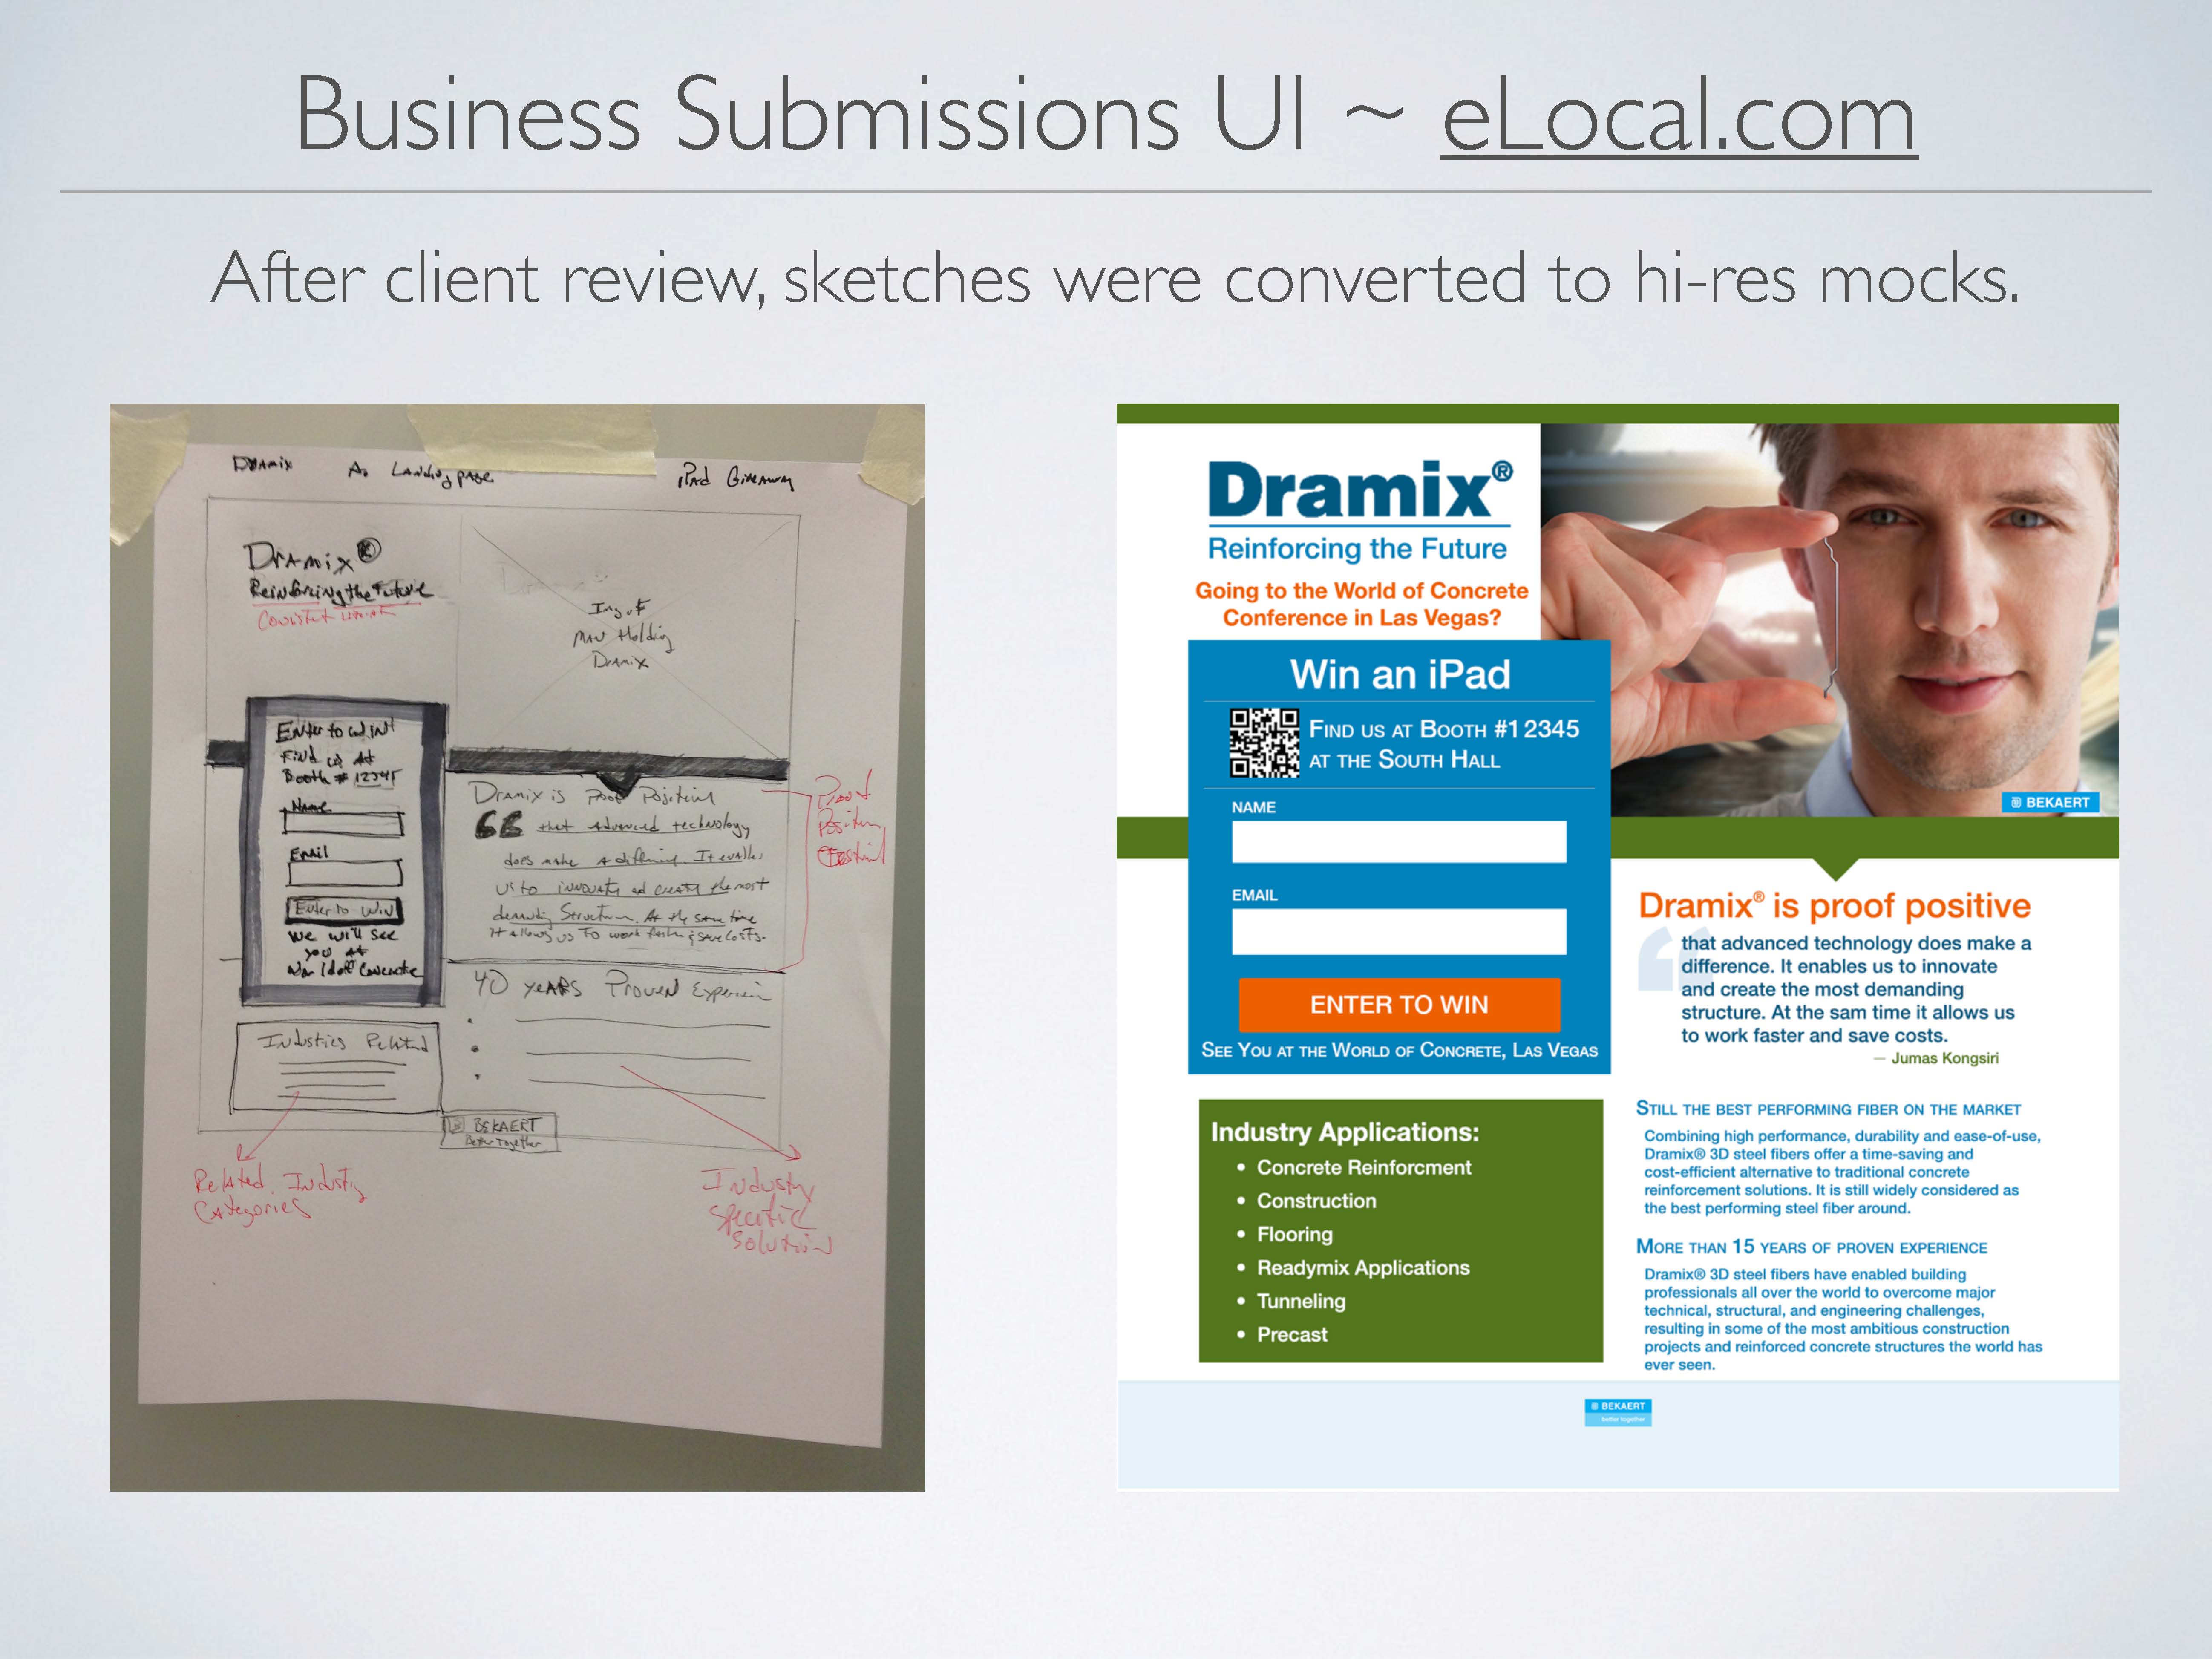 Business Submissions UI ~ eLocal.com
After client review, sketches were converted to hi-res mocks.
Dramix
Landing page
iPad Giveaway
Dramix®
Reinforcing the Future
Img of
Man Holding
Dramix
Enter to WIN!
Find us At
Booth # 12345
Name
Email
Enter to Win
We will see
you at
World of Concrete
Dramix is Proof Positive
that advanced technology
does make a difference. It enables
us to innovate and create the most
demanding Structure. At the same time
It allows us to work faster & save costs.
Proof
Positive
40 years Proven Experience
Industries Related
BEKAERT
Better Together
Related Industry
Categories
Industry
Specific
Solution
Dramix®
Reinforcing the Future
Going to the World of Concrete
Conference in Las Vegas?
Win an iPad
FIND US AT BOOTH #12345
AT THE SOUTH HALL
NAME
EMAIL
ENTER TO WIN
SEE YOU AT THE WORLD OF CONCRETE, LAS VEGAS
BEKAERT
Dramix® is proof positive
“
that advanced technology does make a
difference. It enables us to innovate
and create the most demanding
structure. At the sam time it allows us
to work faster and save costs.
— Jumas Kongsiri
Industry Applications:
• Concrete Reinforcment
• Construction
• Flooring
• Readymix Applications
• Tunneling
• Precast
STILL THE BEST PERFORMING FIBER ON THE MARKET
Combining high performance, durability and ease-of-use,
Dramix® 3D steel fibers offer a time-saving and
cost-efficient alternative to traditional concrete
reinforcement solutions. It is still widely considered as
the best performing steel fiber around.
MORE THAN 15 YEARS OF PROVEN EXPERIENCE
Dramix® 3D steel fibers have enabled building
professionals all over the world to overcome major
technical, structural, and engineering challenges,
resulting in some of the most ambitious construction
projects and reinforced concrete structures the world has
ever seen.
BEKAERT
better together